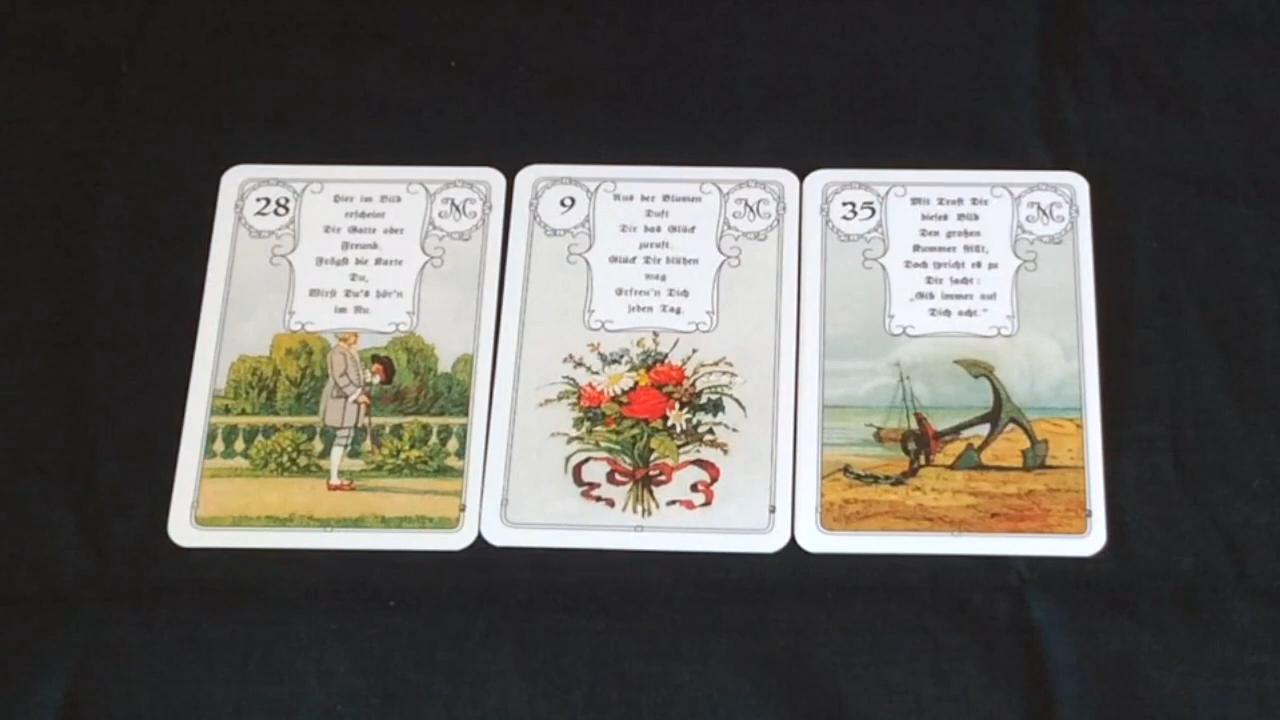 28
Hier im Bild
erscheint
Dir Gatte oder
Freund.
Frägst die Karte
Du,
Wirst Du's hör'n
im Nu.
9
Aus der Blumen
Duft
Dir das Glück
zuruft.
Glück Dir blühen
mag
Erfreu'n Dich
jeden Tag.
35
Mit Trost Dir
dieses Bild
Den großen
Kummer stillt,
Doch spricht es zu
Dir sacht:
„Gib immer auf
Dich acht.“